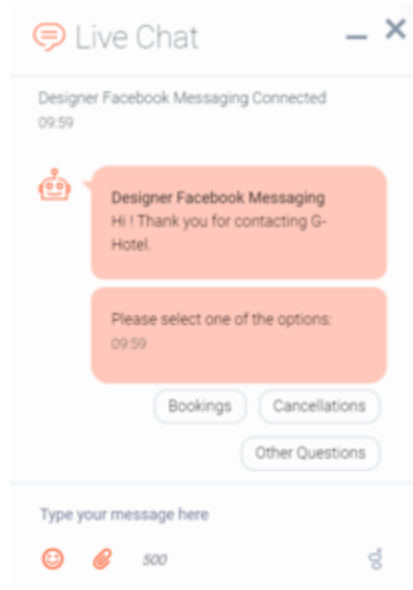 Live Chat
Designer Facebook Messaging Connected
09:59
Designer Facebook Messaging
Hi ! Thank you for contacting G-
Hotel.
Please select one of the options:
09:59
Bookings
Cancellations
Other Questions
Type your message here
500